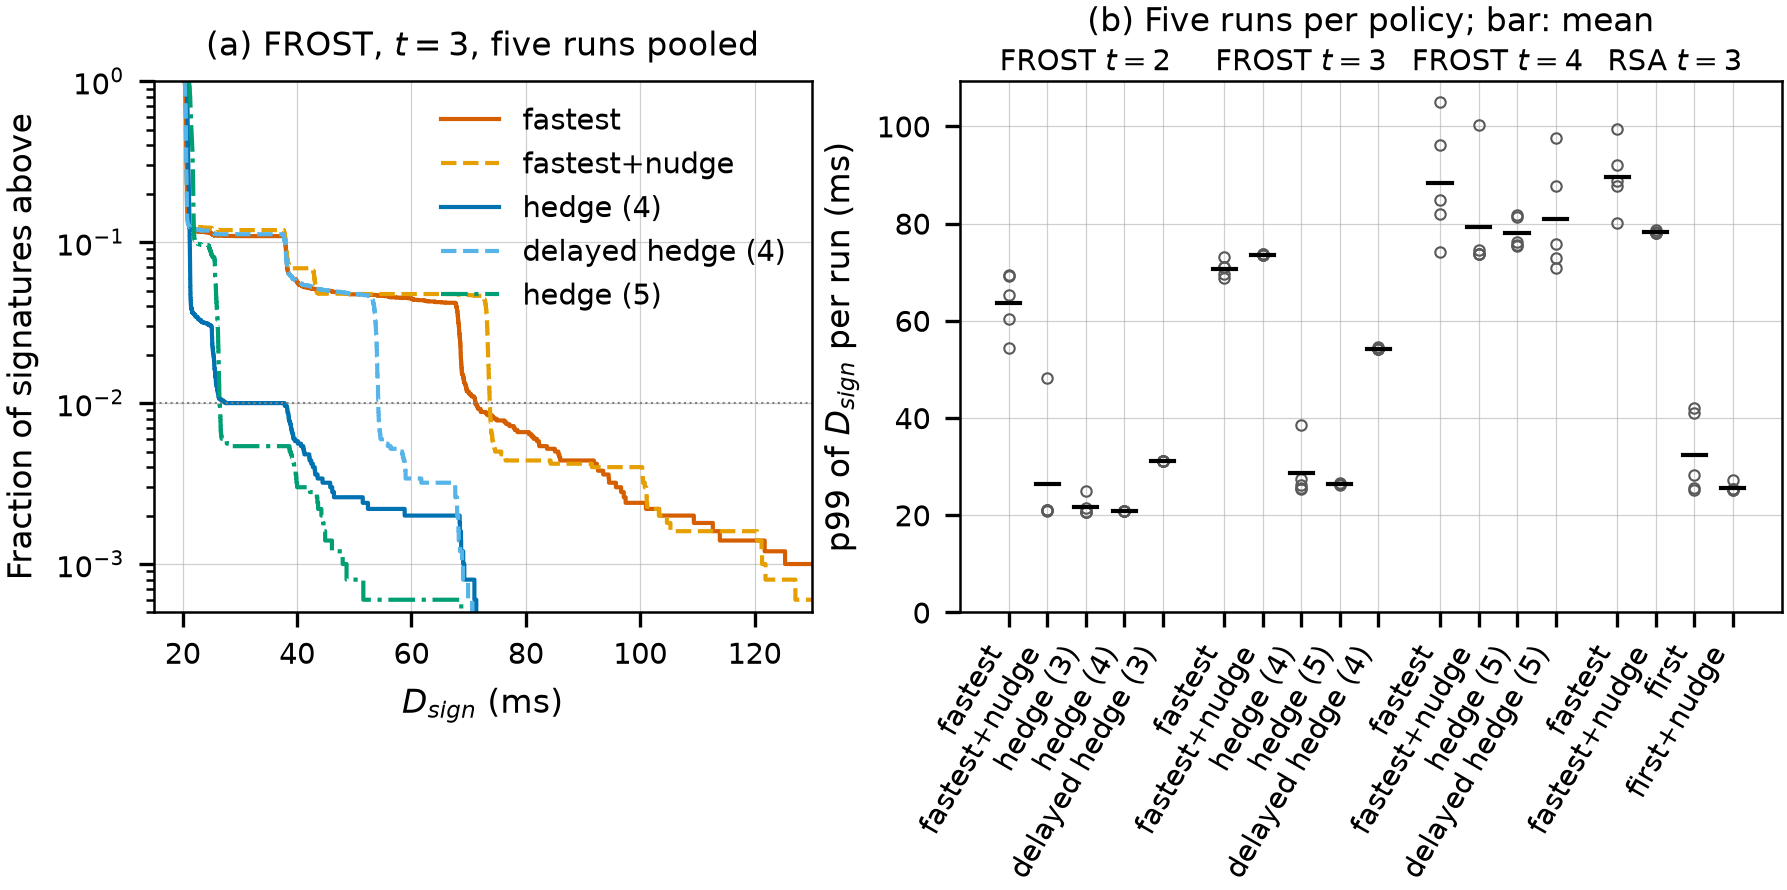 (a) FROST, t = 3, five runs pooled
Fraction of signatures above
10⁰
10⁻¹
10⁻²
10⁻³
fastest
fastest+nudge
hedge (4)
delayed hedge (4)
hedge (5)
20 40 60 80 100 120
D_sign (ms)
(b) Five runs per policy; bar: mean
FROST t = 2 FROST t = 3 FROST t = 4 RSA t = 3
p99 of D_sign per run (ms)
100
80
60
40
20
0
fastest
fastest+nudge
hedge (3)
hedge (4)
delayed hedge (3)
fastest
fastest+nudge
hedge (4)
hedge (5)
delayed hedge (4)
fastest
fastest+nudge
hedge (5)
delayed hedge (5)
fastest
fastest+nudge
first
first+nudge